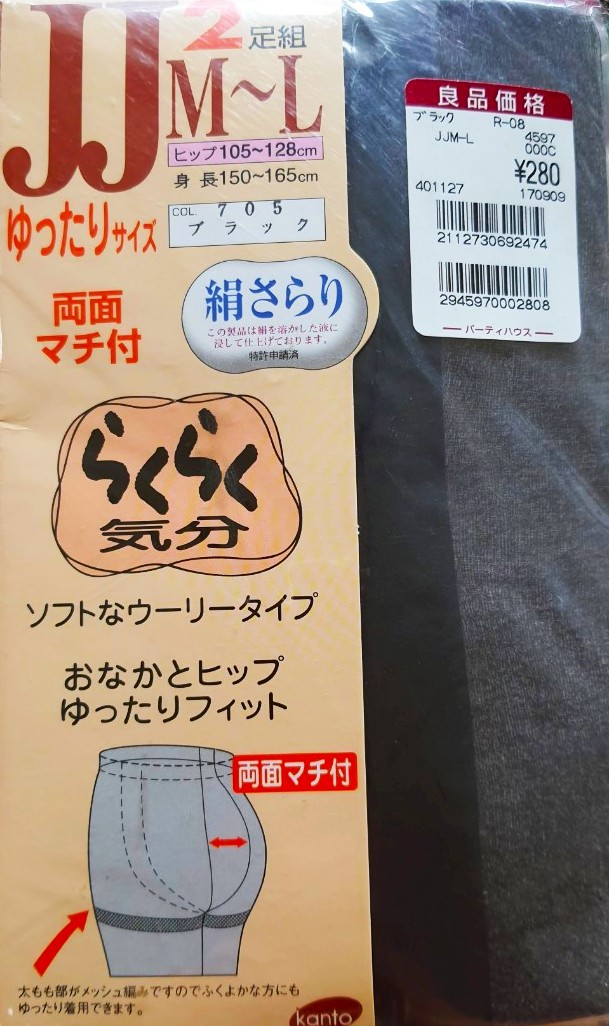 JJ
2足組
M~L
ヒップ105~128cm
身長150~165cm
COL. 705
ブラック
ゆったりサイズ
両面
マチ付
絹さらり
この製品は絹を溶かした液に
浸して仕上げております。
特許申請済
らくらく
気分
ソフトなウーリータイプ
おなかとヒップ
ゆったりフィット
両面マチ付
太もも部がメッシュ編みですのでふくよかな方にも
ゆったり着用できます。
kanto
良品価格
ブラック R-08
JJM-L 4597
000C
¥280
401127 170909
2112730692474
2945970002808
パーティハウス